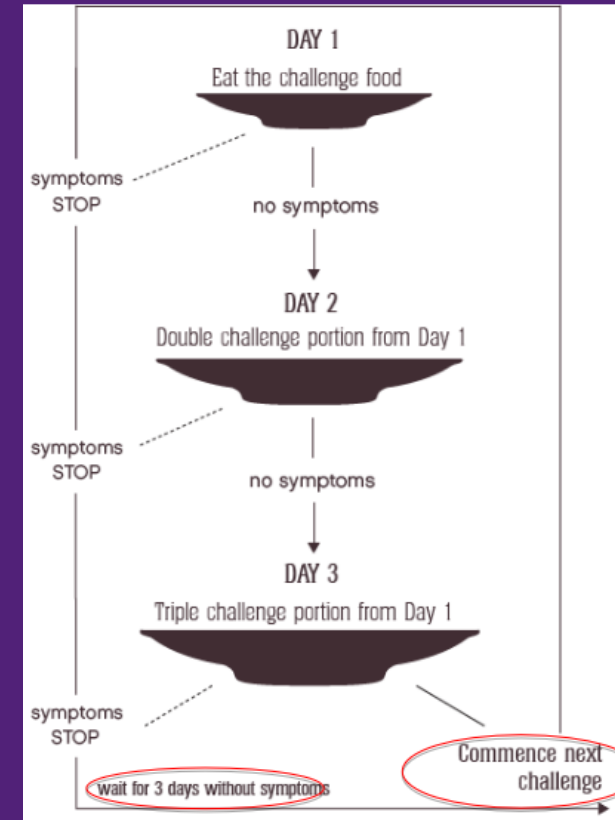 DAY 1
Eat the challenge food
symptoms
STOP
no symptoms
DAY 2
Double challenge portion from Day 1
symptoms
STOP
no symptoms
DAY 3
Triple challenge portion from Day 1
symptoms
STOP
Commence next
challenge
wait for 3 days without symptoms